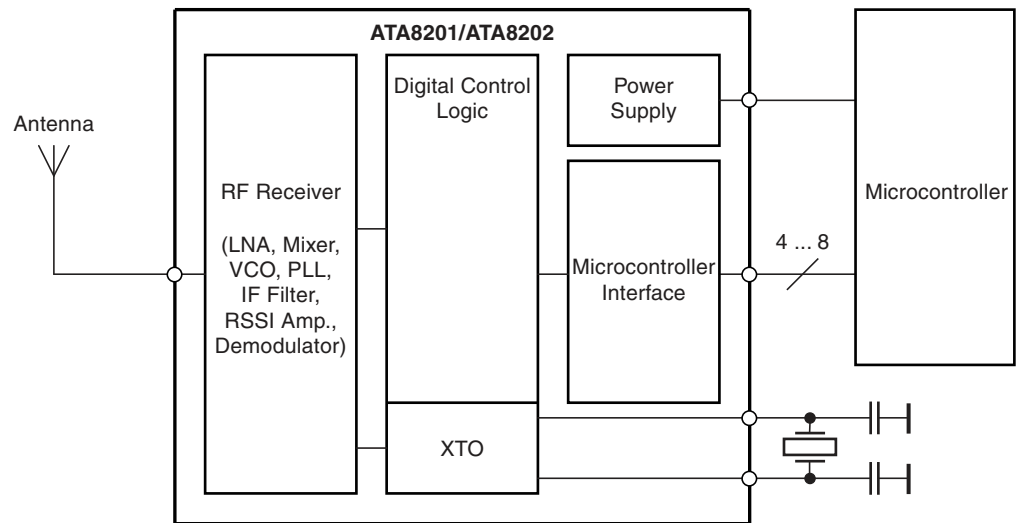 ATA8201/ATA8202
Antenna
RF Receiver
(LNA, Mixer,
VCO, PLL,
IF Filter,
RSSI Amp.,
Demodulator)
Digital Control
Logic
XTO
Power
Supply
Microcontroller
Interface
4 ... 8
Microcontroller